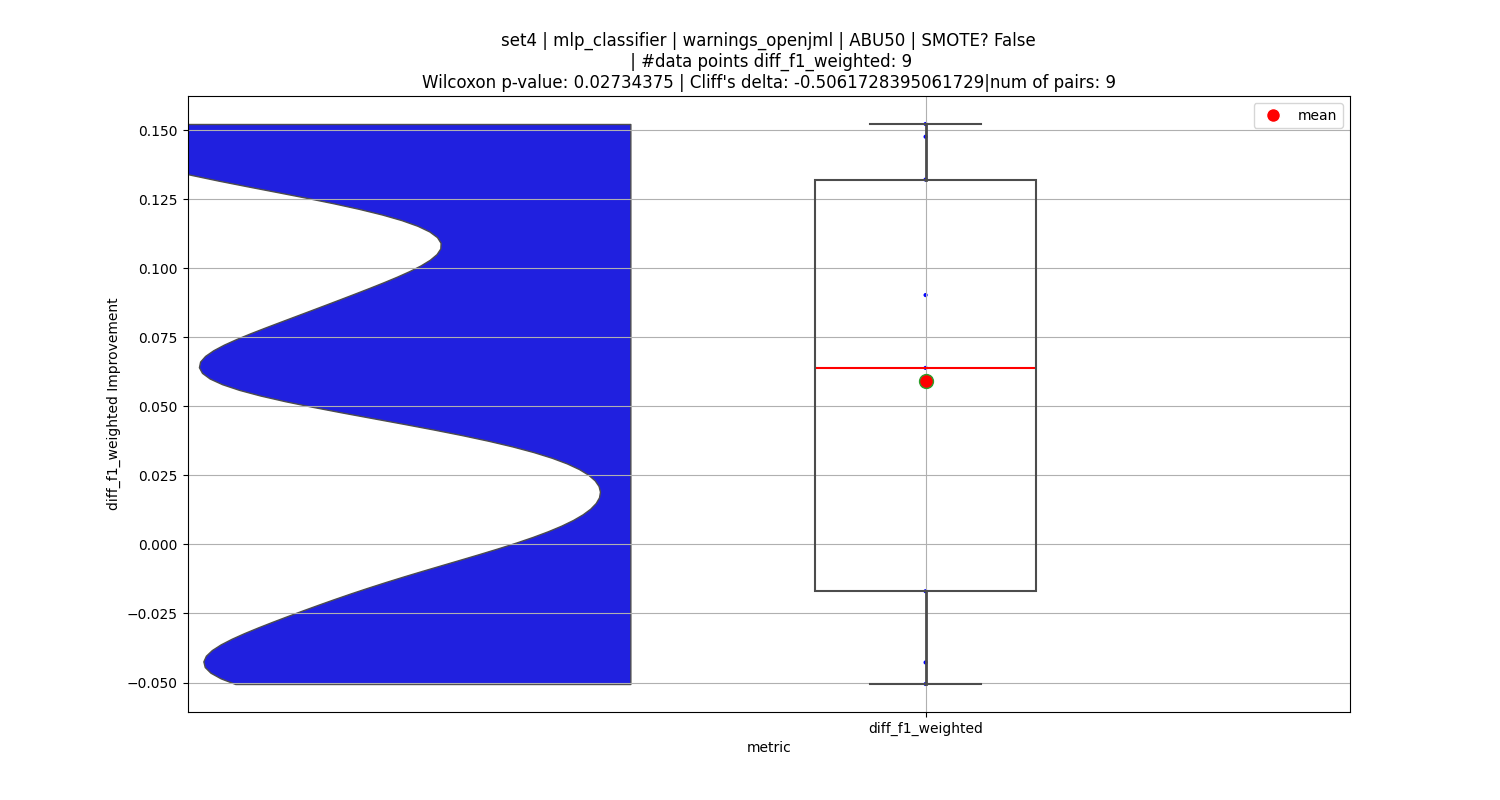 set4 | mlp_classifier | warnings_openjml | ABU50 | SMOTE? False
| #data points diff_f1_weighted: 9
Wilcoxon p-value: 0.02734375 | Cliff's delta: -0.5061728395061729|num of pairs: 9
mean
0.150
0.125
0.100
0.075
0.050
0.025
0.000
−0.025
−0.050
diff_f1_weighted Improvement
diff_f1_weighted
metric